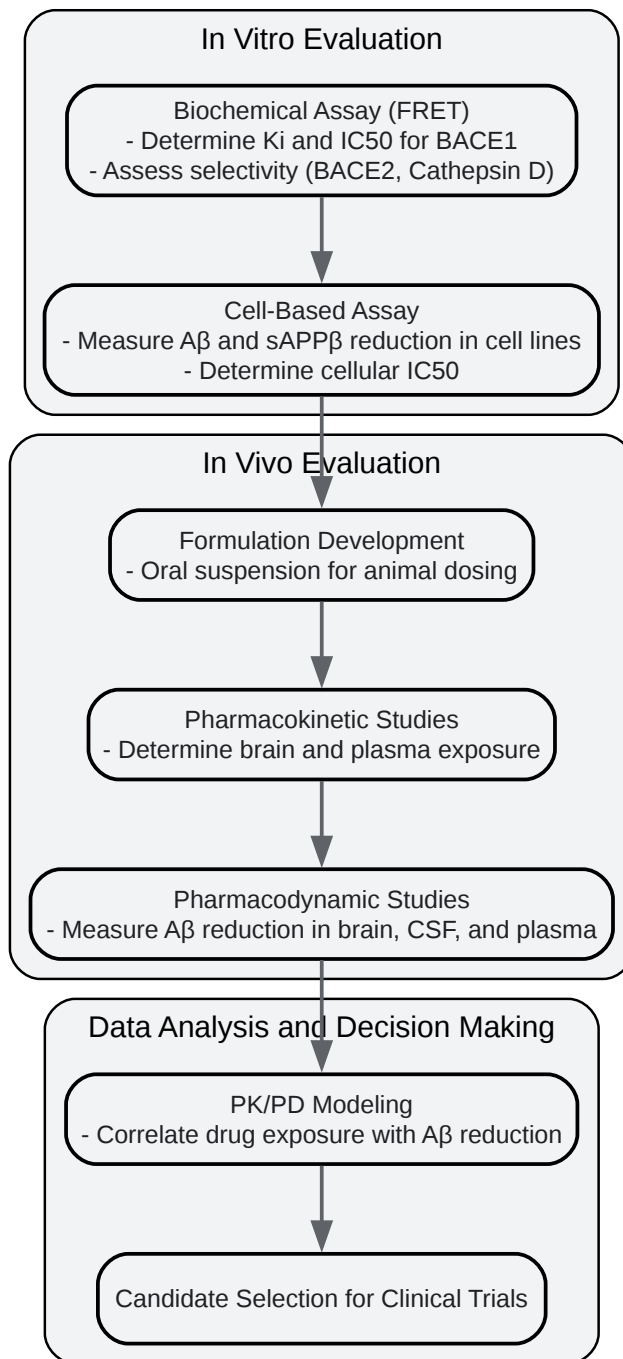 In Vitro Evaluation
Biochemical Assay (FRET)
- Determine Ki and IC50 for BACE1
- Assess selectivity (BACE2, Cathepsin D)
Cell-Based Assay
- Measure Aβ and sAPPβ reduction in cell lines
- Determine cellular IC50
In Vivo Evaluation
Formulation Development
- Oral suspension for animal dosing
Pharmacokinetic Studies
- Determine brain and plasma exposure
Pharmacodynamic Studies
- Measure Aβ reduction in brain, CSF, and plasma
Data Analysis and Decision Making
PK/PD Modeling
- Correlate drug exposure with Aβ reduction
Candidate Selection for Clinical Trials